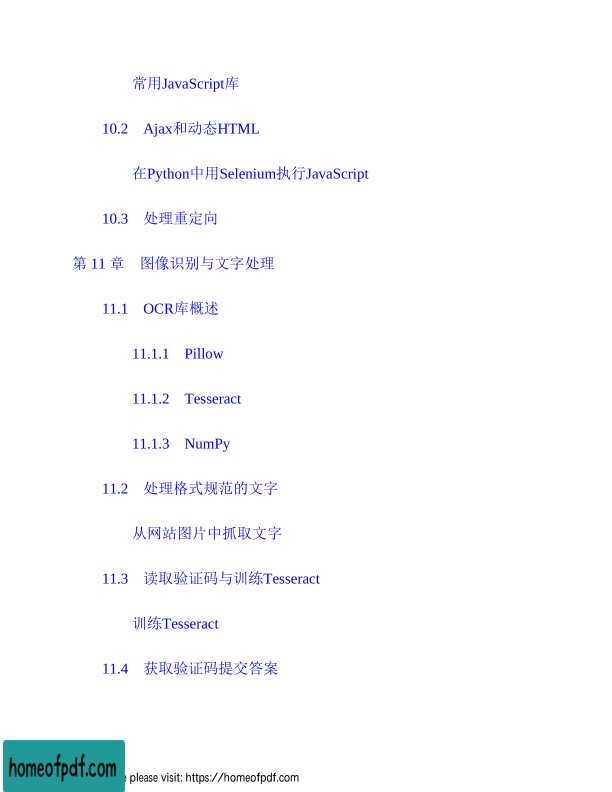 常用JavaScript库
10.2 Ajax和动态HTML
在Python中用Selenium执行JavaScript
10.3 处理重定向
第 11 章 图像识别与文字处理
11.1 OCR库概述
11.1.1 Pillow
11.1.2 Tesseract
11.1.3 NumPy
11.2 处理格式规范的文字
从网站图片中抓取文字
11.3 读取验证码与训练Tesseract
训练Tesseract
11.4 获取验证码提交答案
homeofpdf.com
please visit: https://homeofpdf.com